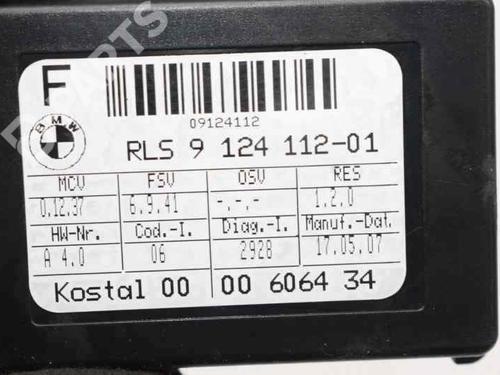 F
09124112
BMW
RLS 9 124 112-01
MCV FSV OSV RES
0.12.37 6.9.41 -.-.- 1.2.0
HW-Nr. Cod.-I. Diag.-I. Manuf.-Dat.
A 4.0 06 2928 17.05.07
Kostal 00 00 6064 34